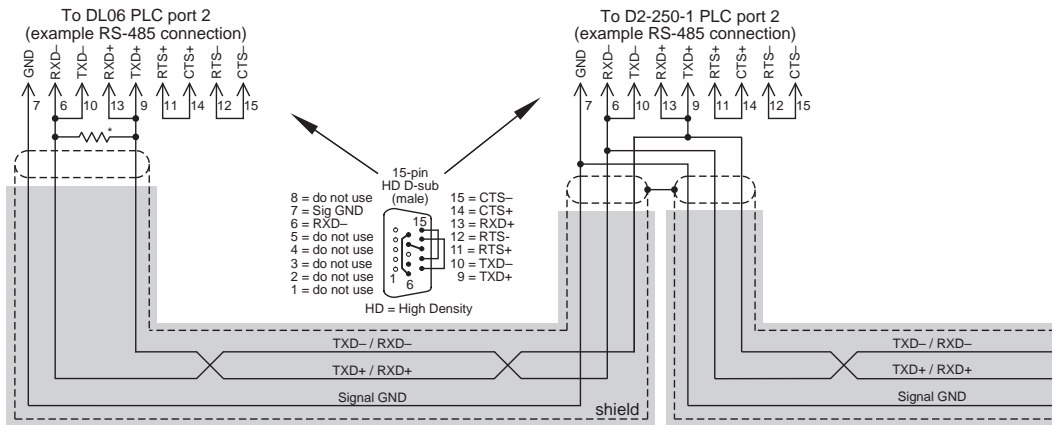 To DL06 PLC port 2
(example RS-485 connection)
GND RXD– TXD– RXD+ TXD+ RTS+ CTS+ RTS– CTS–
7 6 10 13 9 11 14 12 15
*
To D2-250-1 PLC port 2
(example RS-485 connection)
GND RXD– TXD– RXD+ TXD+ RTS+ CTS+ RTS– CTS–
7 6 10 13 9 11 14 12 15
15-pin
HD D-sub
(male)
8 = do not use
7 = Sig GND
6 = RXD–
5 = do not use
4 = do not use
3 = do not use
2 = do not use
1 = do not use
15
1
6
15 = CTS–
14 = CTS+
13 = RXD+
12 = RTS-
11 = RTS+
10 = TXD–
9 = TXD+
HD = High Density
TXD– / RXD–
TXD+ / RXD+
Signal GND
shield
TXD– / RXD–
TXD+ / RXD+
Signal GND